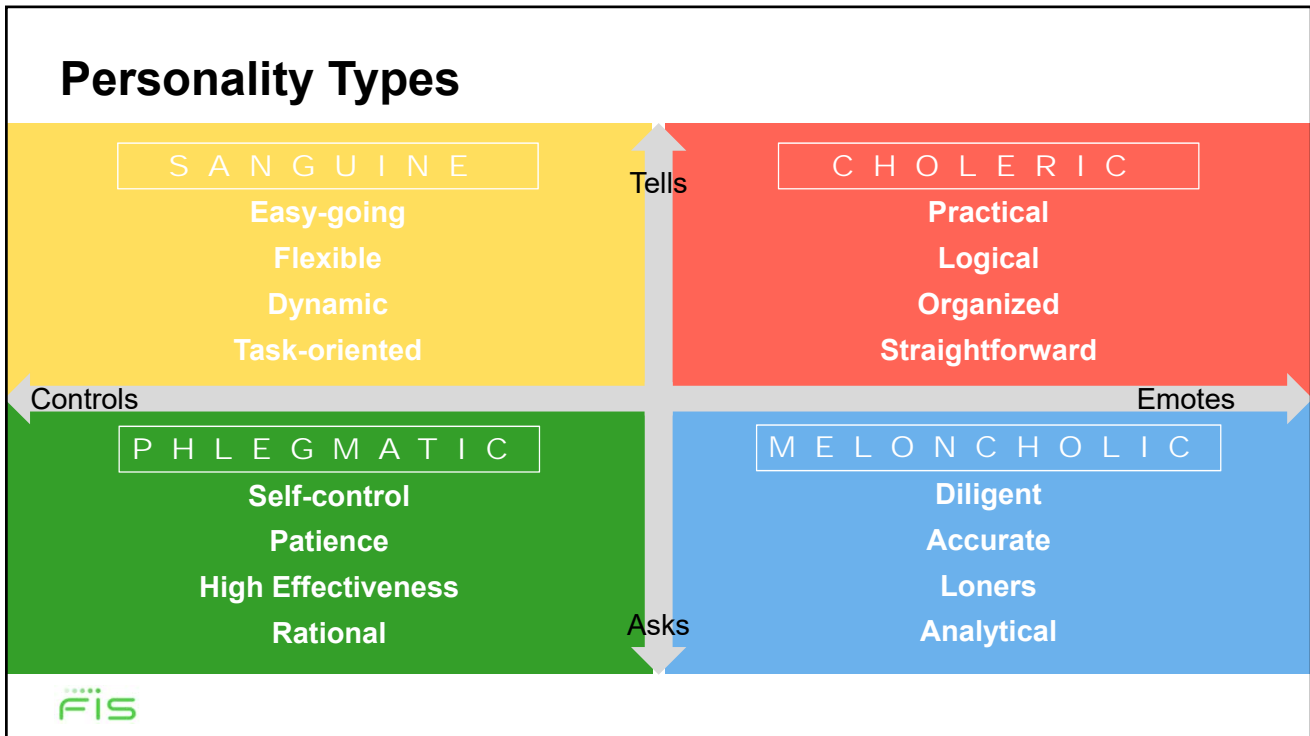 Personality Types
SANGUINE
Easy-going
Flexible
Dynamic
Task-oriented
Tells
CHOLERIC
Practical
Logical
Organized
Straightforward
Controls
Emotes
PHLEGMATIC
Self-control
Patience
High Effectiveness
Rational
Asks
MELONCHOLIC
Diligent
Accurate
Loners
Analytical
FIS